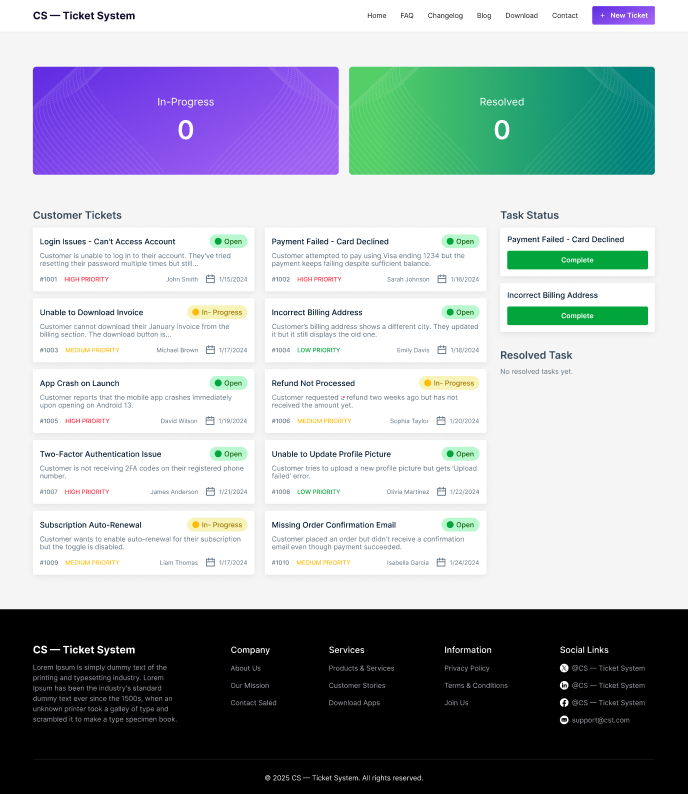 CS — Ticket System
Home FAQ Changelog Blog Download Contact + New Ticket
In-Progress
0
Resolved
0
Customer Tickets
Login Issues - Can't Access Account Open
Customer is unable to log in to their account. They've tried
resetting their password multiple times but still...
#1001 HIGH PRIORITY John Smith 1/15/2024
Payment Failed - Card Declined Open
Customer attempted to pay using Visa ending 1234 but the
payment keeps failing despite sufficient balance.
#1002 HIGH PRIORITY Sarah Johnson 1/16/2024
Unable to Download Invoice In- Progress
Customer cannot download their January invoice from the
billing section. The download button is...
#1003 MEDIUM PRIORITY Michael Brown 1/17/2024
Incorrect Billing Address Open
Customer's billing address shows a different city. They updated
it but it still displays the old one.
#1004 LOW PRIORITY Emily Davis 1/18/2024
App Crash on Launch Open
Customer reports that the mobile app crashes immediately
upon opening on Android 13.
#1005 HIGH PRIORITY David Wilson 1/19/2024
Refund Not Processed In- Progress
Customer requested a refund two weeks ago but has not
received the amount yet.
#1006 MEDIUM PRIORITY Sophia Taylor 1/20/2024
Two-Factor Authentication Issue Open
Customer is not receiving 2FA codes on their registered phone
number.
#1007 HIGH PRIORITY James Anderson 1/21/2024
Unable to Update Profile Picture Open
Customer tries to upload a new profile picture but gets 'Upload
failed' error.
#1008 LOW PRIORITY Olivia Martinez 1/22/2024
Subscription Auto-Renewal In- Progress
Customer wants to enable auto-renewal for their subscription
but the toggle is disabled.
#1009 MEDIUM PRIORITY Liam Thomas 1/17/2024
Missing Order Confirmation Email Open
Customer placed an order but didn't receive a confirmation
email even though payment succeeded.
#1010 MEDIUM PRIORITY Isabella Garcia 1/24/2024
Task Status
Payment Failed - Card Declined
Complete
Incorrect Billing Address
Complete
Resolved Task
No resolved tasks yet.
CS — Ticket System
Lorem Ipsum is simply dummy text of the
printing and typesetting industry. Lorem
Ipsum has been the industry's standard
dummy text ever since the 1500s, when an
unknown printer took a galley of type and
scrambled it to make a type specimen book.
Company
About Us
Our Mission
Contact Saled
Services
Products & Services
Customer Stories
Download Apps
Information
Privacy Policy
Terms & Conditions
Join Us
Social Links
@CS — Ticket System
@CS — Ticket System
@CS — Ticket System
support@cst.com
© 2025 CS — Ticket System. All rights reserved.